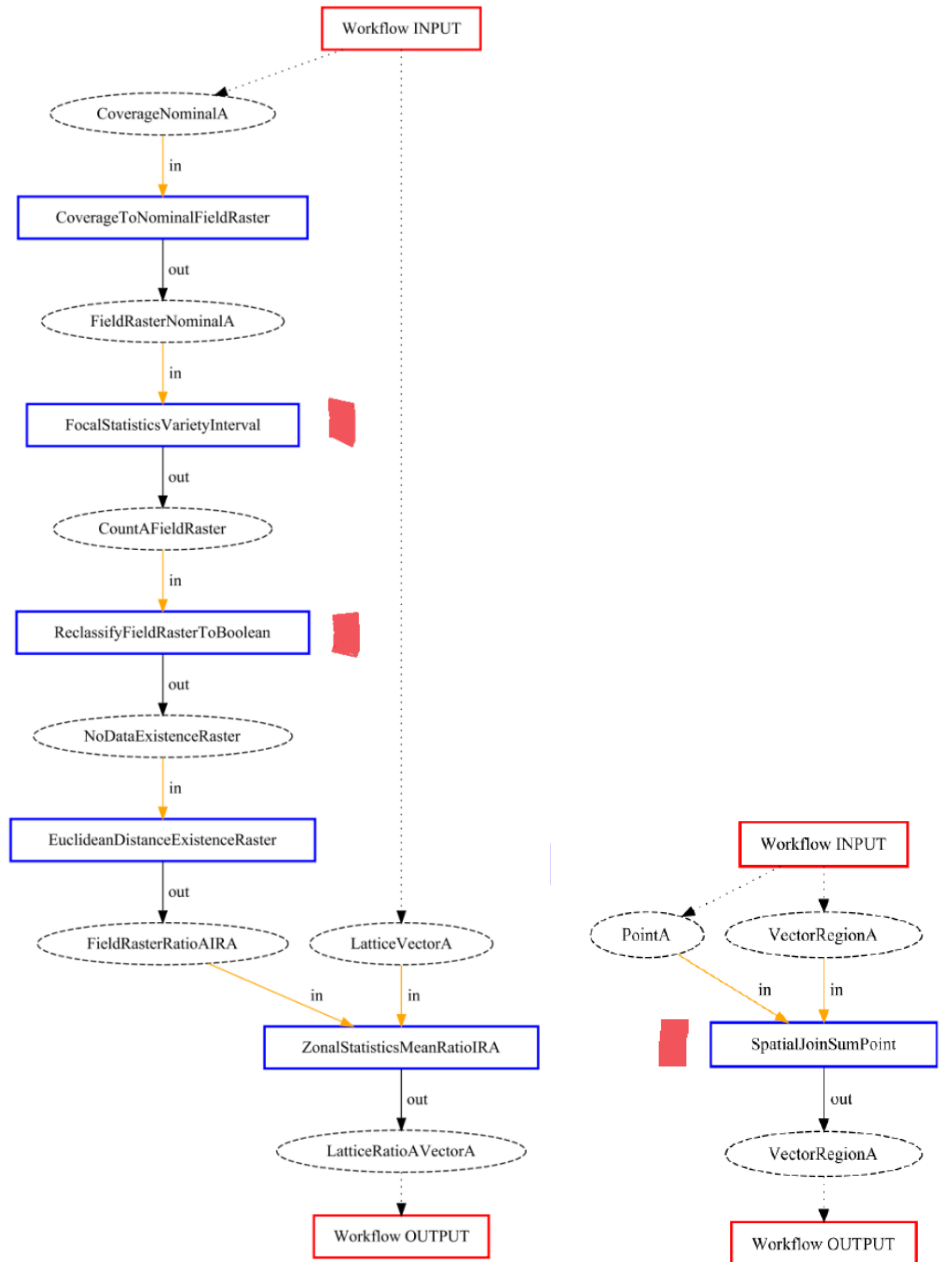 Workflow INPUT
CoverageNominalA
in
CoverageToNominalFieldRaster
out
FieldRasterNominalA
in
FocalStatisticsVarietyInterval
out
CountAFieldRaster
in
ReclassifyFieldRasterToBoolean
out
NoDataExistenceRaster
in
EuclideanDistanceExistenceRaster
out
FieldRasterRatioAIRA
LatticeVectorA
in
in
ZonalStatisticsMeanRatioIRA
out
LatticeRatioAVectorA
Workflow OUTPUT
Workflow INPUT
PointA
VectorRegionA
in
in
SpatialJoinSumPoint
out
VectorRegionA
Workflow OUTPUT